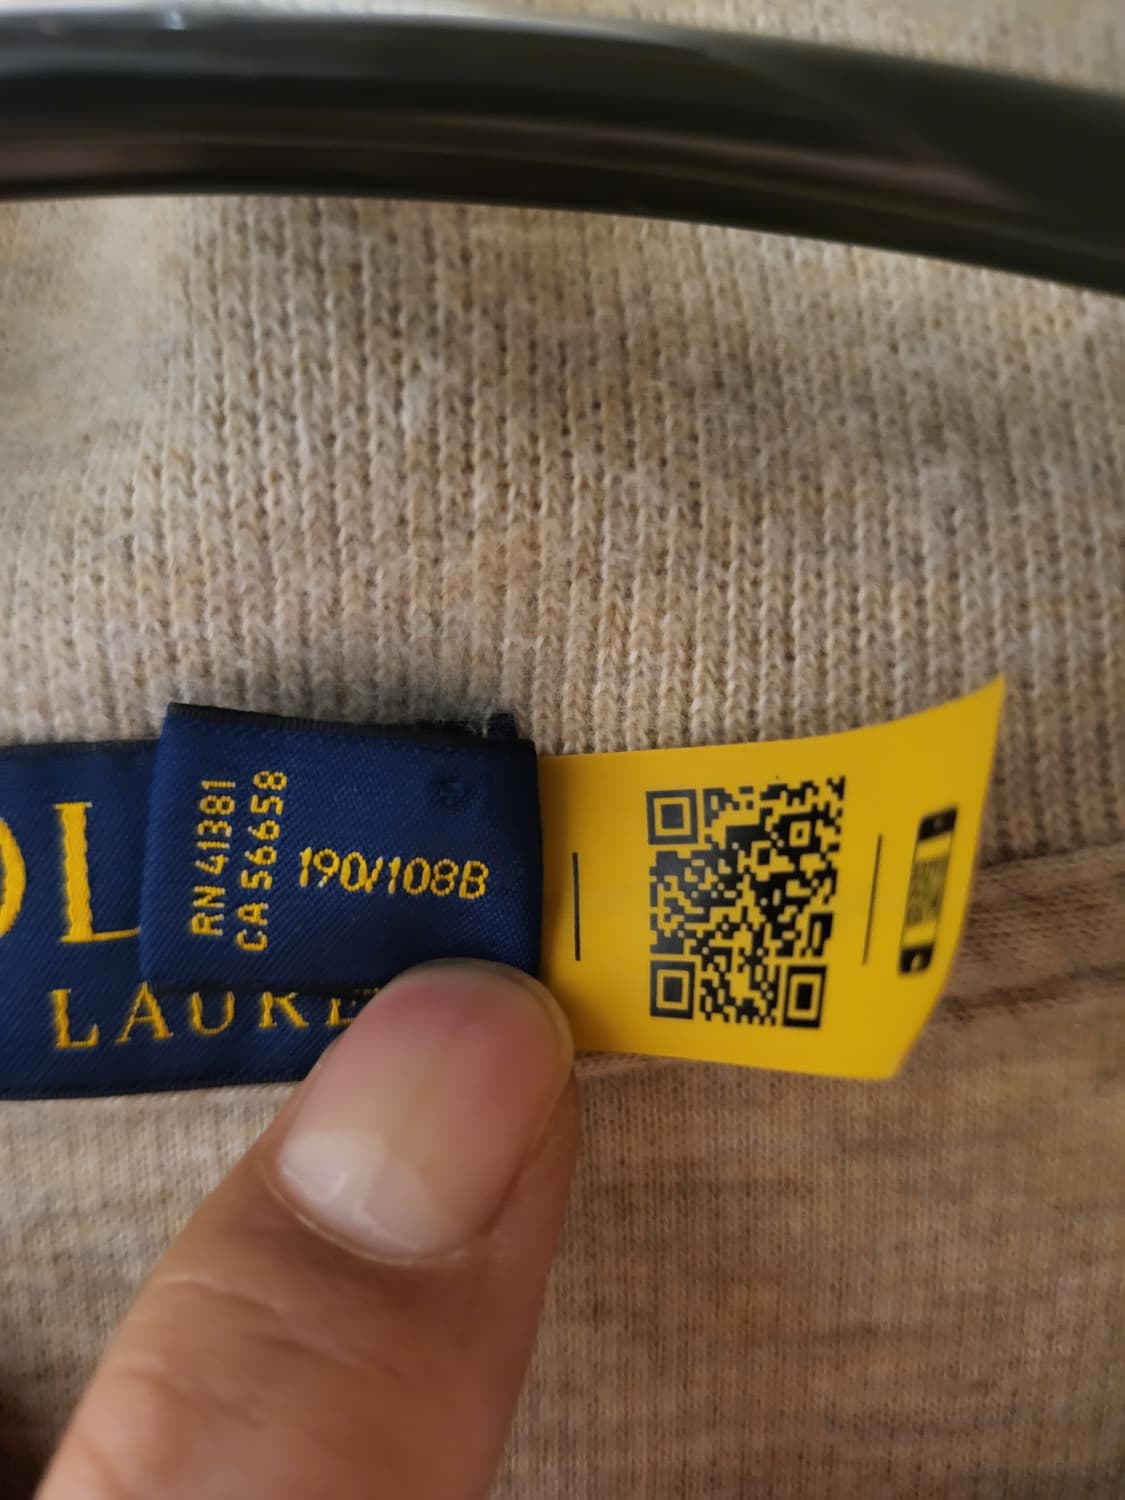 OL
LAURE
RN 41381
CA 56658
190/108B